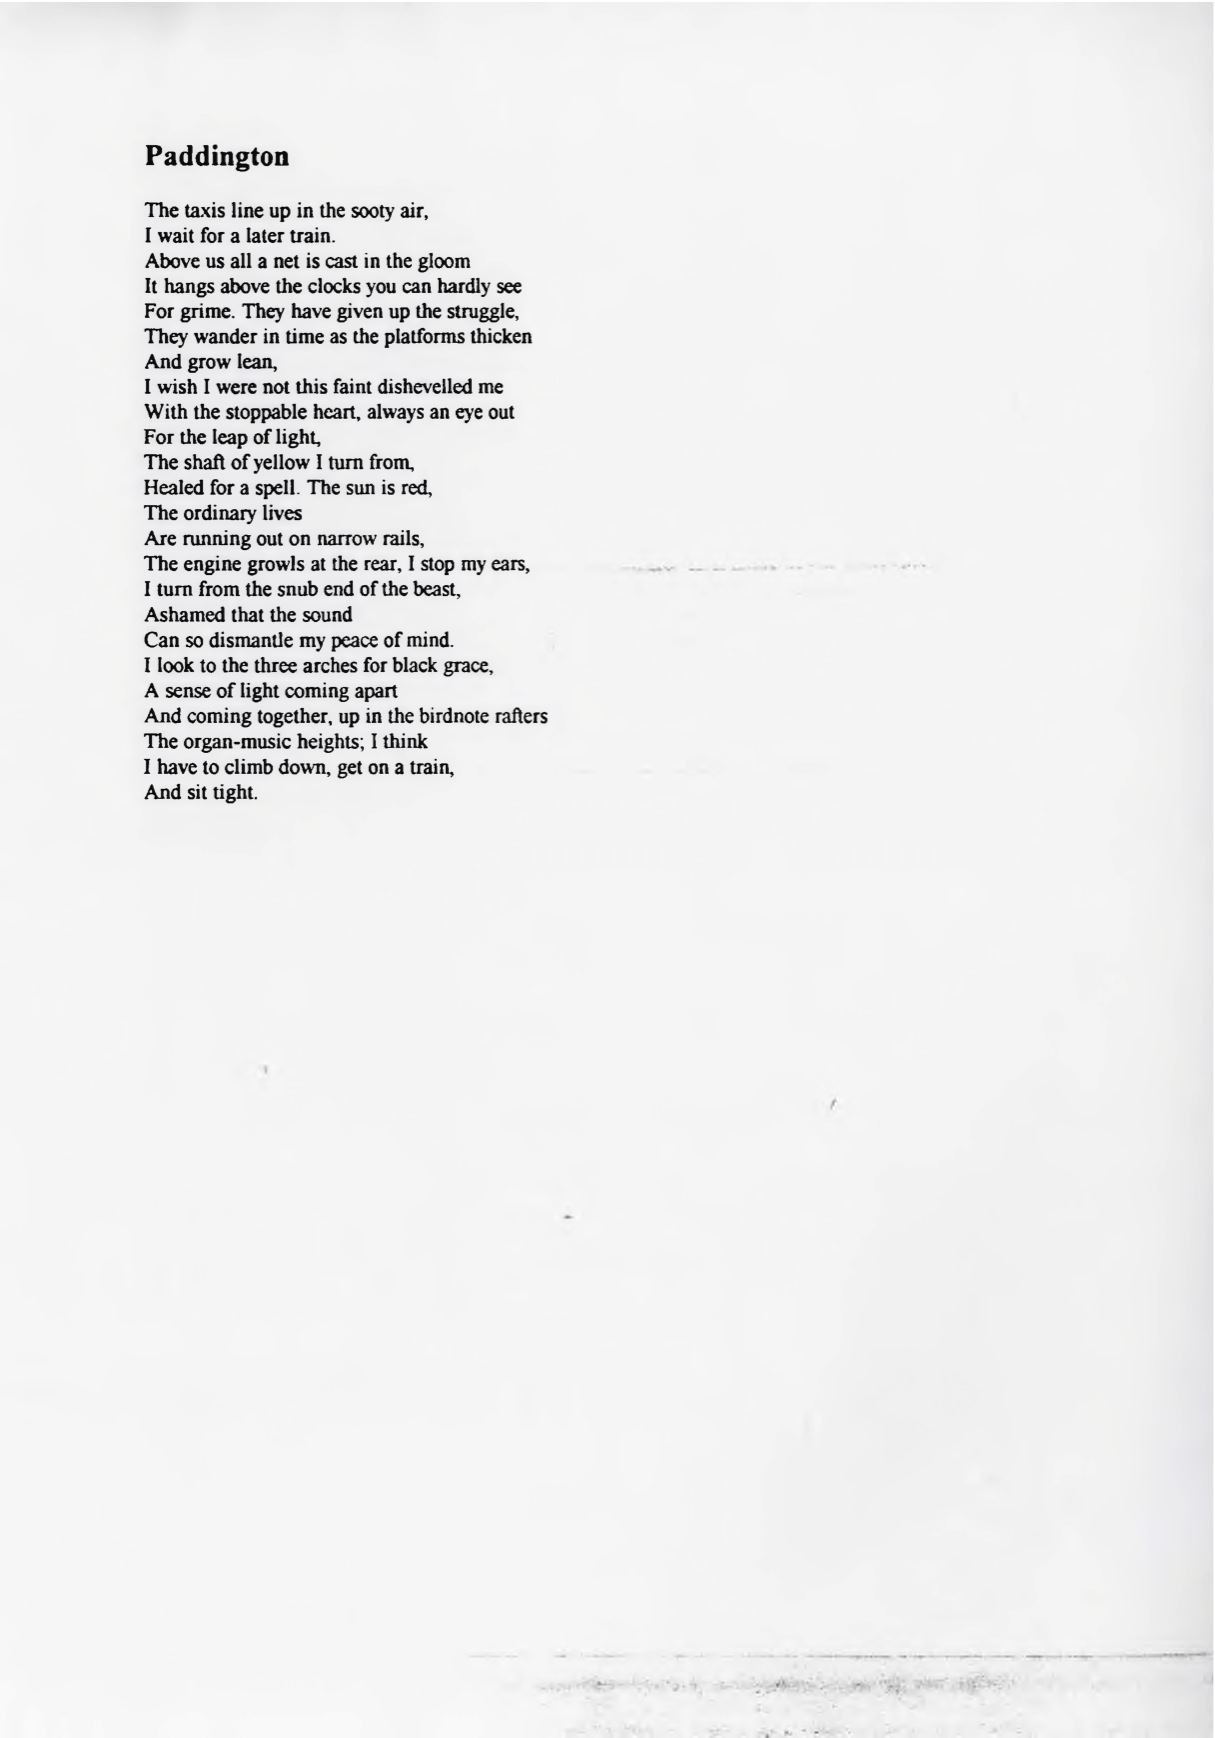 Paddington
The taxis line up in the sooty air,
I wait for a later train.
Above us all a net is cast in the gloom
It hangs above the clocks you can hardly see
For grime. They have given up the struggle,
They wander in time as the platforms thicken
And grow lean,
I wish I were not this faint dishevelled me
With the stoppable heart, always an eye out
For the leap of light,
The shaft of yellow I turn from,
Healed for a spell. The sun is red,
The ordinary lives
Are running out on narrow rails,
The engine growls at the rear, I stop my ears,
I turn from the snub end of the beast,
Ashamed that the sound
Can so dismantle my peace of mind.
I look to the three arches for black grace,
A sense of light coming apart
And coming together, up in the birdnote rafters
The organ-music heights; I think
I have to climb down, get on a train,
And sit tight.